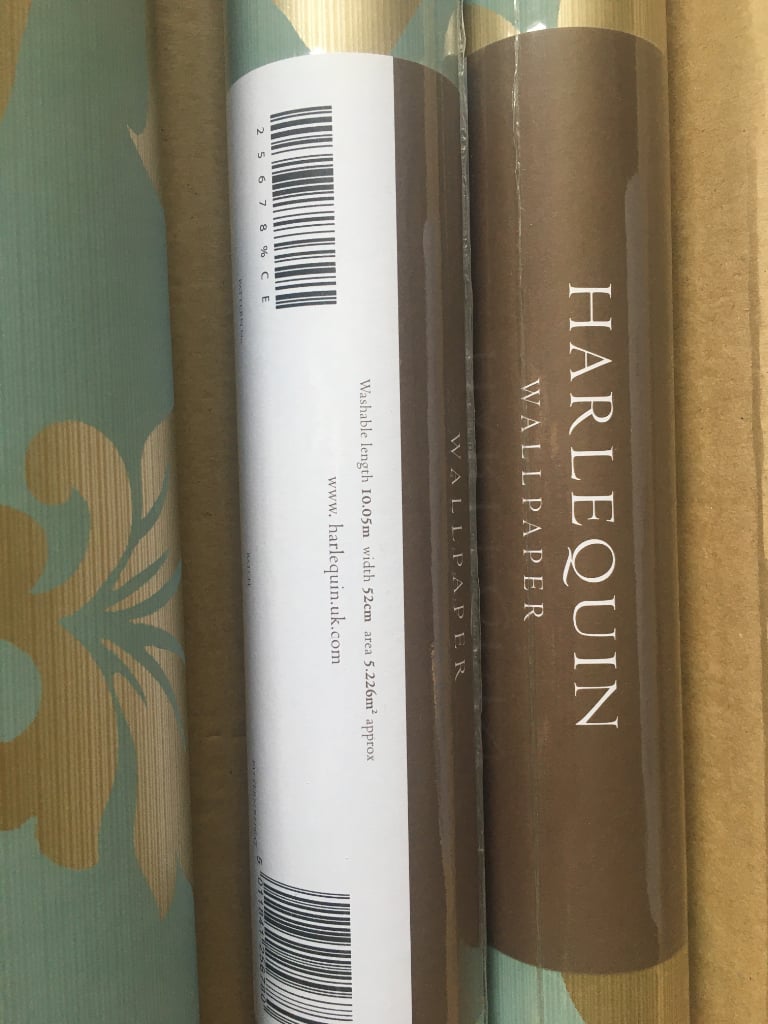 HARLEQUIN
WALLPAPER
WALLPAPER
Washable length 10.05m width 52cm area 5.226m² approx
www. harlequin.uk.com
2 5 6 7 8 % C E